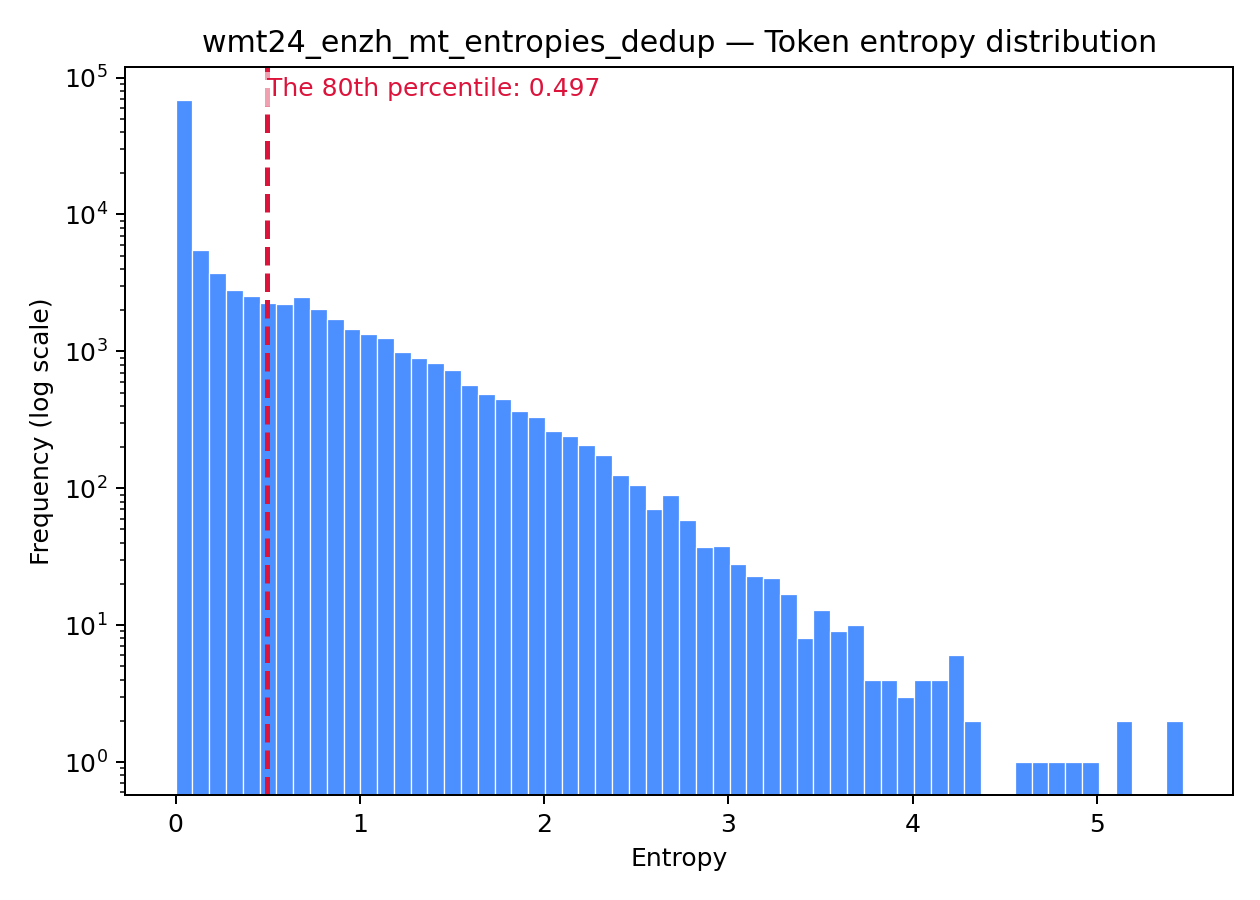 wmt24_enzh_mt_entropies_dedup — Token entropy distribution
The 80th percentile: 0.497
Frequency (log scale)
10^5
10^4
10^3
10^2
10^1
10^0
0 1 2 3 4 5
Entropy